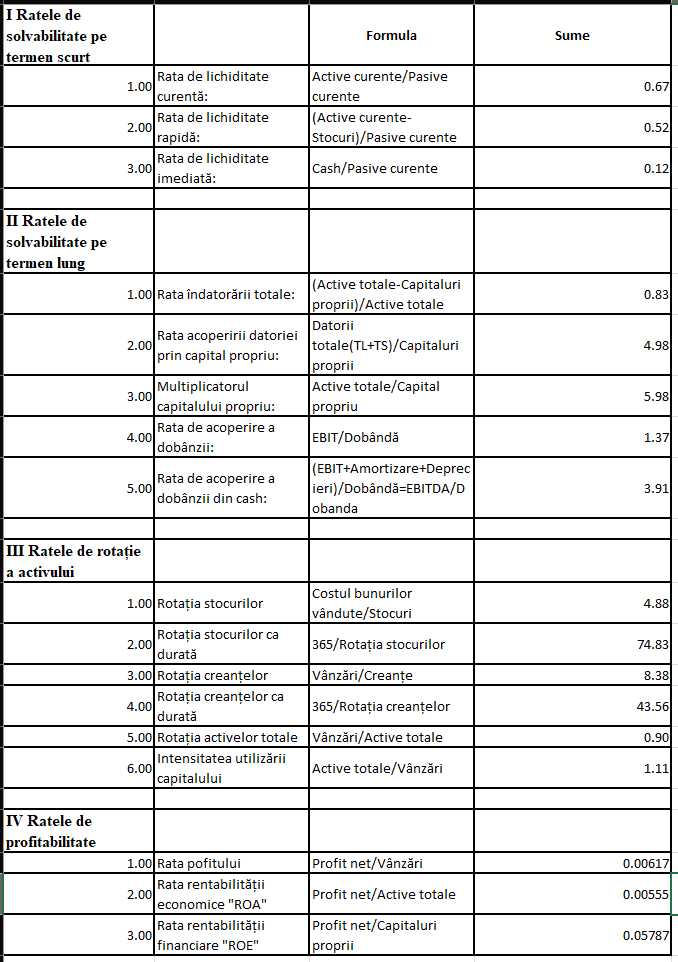 I Ratele de
solvabilitate pe
termen scurt
Formula
Sume
1.00
Rata de lichiditate
curentă:
Active curente/Pasive
curente
0.67
2.00
Rata de lichiditate
rapidă:
(Active curente-
Stocuri)/Pasive curente
0.52
3.00
Rata de lichiditate
imediată:
Cash/Pasive curente
0.12
II Ratele de
solvabilitate pe
termen lung
1.00
Rata îndatorării totale:
(Active totale-Capitaluri
proprii)/Active totale
0.83
2.00
Rata acoperirii datoriei
prin capital propriu:
Datorii
totale(TL+TS)/Capitaluri
proprii
4.98
3.00
Multiplicatorul
capitalului propriu:
Active totale/Capital
propriu
5.98
4.00
Rata de acoperire a
dobânzii:
EBIT/Dobândă
1.37
5.00
Rata de acoperire a
dobânzii din cash:
(EBIT+Amortizare+Deprec
ieri)/Dobândă=EBITDA/D
obanda
3.91
III Ratele de rotație
a activului
1.00
Rotația stocurilor
Costul bunurilor
vândute/Stocuri
4.88
2.00
Rotația stocurilor ca
durată
365/Rotația stocurilor
74.83
3.00
Rotația creanțelor
Vânzări/Creanțe
8.38
4.00
Rotația creanțelor ca
durată
365/Rotația creanțelor
43.56
5.00
Rotația activelor totale
Vânzări/Active totale
0.90
6.00
Intensitatea utilizării
capitalului
Active totale/Vânzări
1.11
IV Ratele de
profitabilitate
1.00
Rata pofitului
Profit net/Vânzări
0.00617
2.00
Rata rentabilității
economice "ROA"
Profit net/Active totale
0.00555
3.00
Rata rentabilității
financiare "ROE"
Profit net/Capitaluri
proprii
0.05787